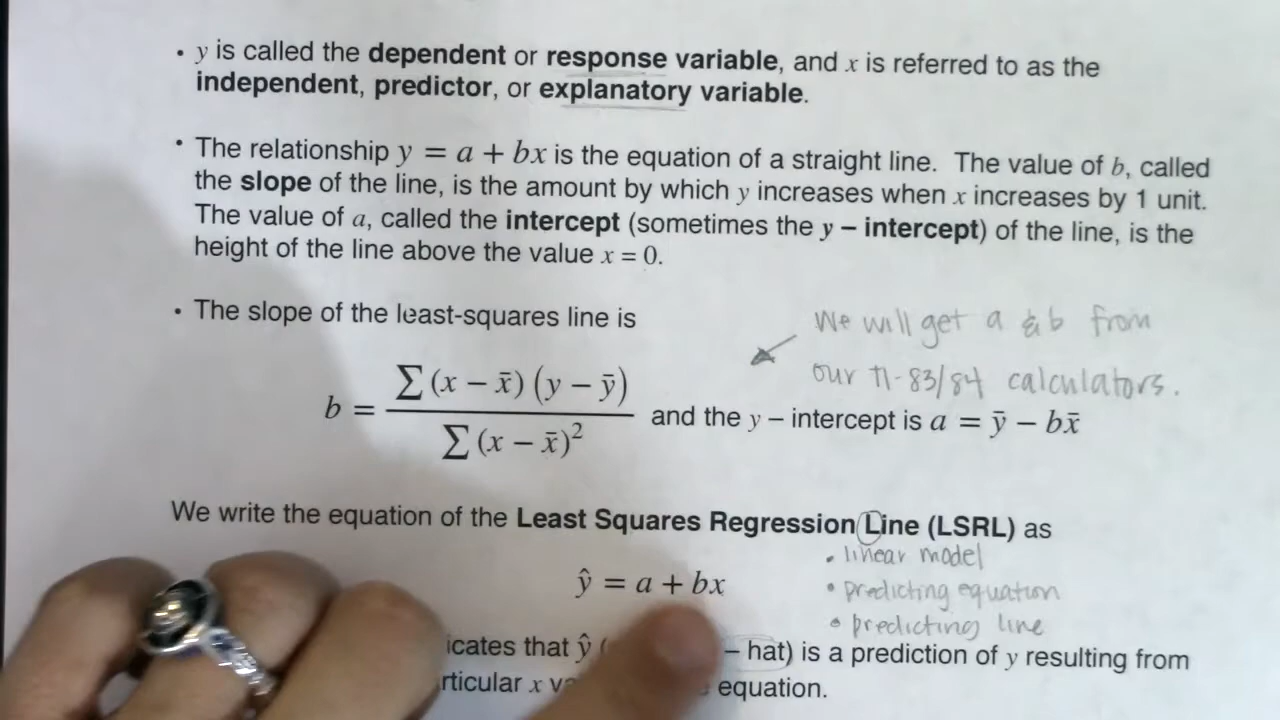 • y is called the dependent or response variable, and x is referred to as the
independent, predictor, or explanatory variable.
• The relationship y = a + bx is the equation of a straight line. The value of b, called
the slope of the line, is the amount by which y increases when x increases by 1 unit.
The value of a, called the intercept (sometimes the y – intercept) of the line, is the
height of the line above the value x = 0.
• The slope of the least-squares line is
We will get a & b from
our TI-83/84 calculators.
b = ∑(x − x̄)(y − ȳ) / ∑(x − x̄)² and the y – intercept is a = ȳ − bx̄
We write the equation of the Least Squares Regression Line (LSRL) as
• linear model
ŷ = a + bx
• predicting equation
• predicting line
icates that ŷ ( – hat) is a prediction of y resulting from
rticular x equation.